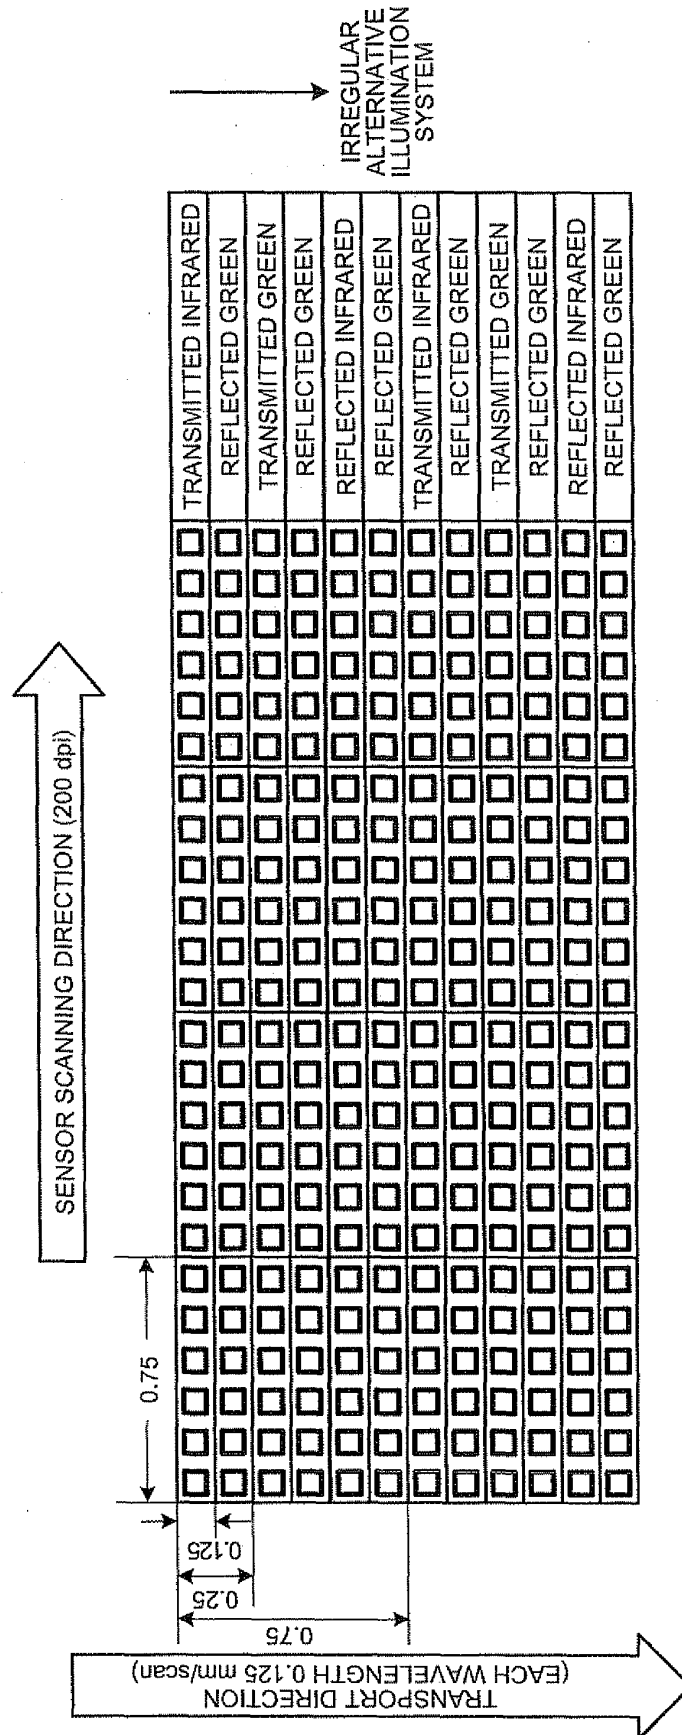 SENSOR SCANNING DIRECTION (200 dpi)
0.75
0.125
0.25
0.75
TRANSPORT DIRECTION
(EACH WAVELENGTH 0.125 mm/scan)
TRANSMITTED INFRARED
REFLECTED GREEN
TRANSMITTED GREEN
REFLECTED GREEN
REFLECTED INFRARED
REFLECTED GREEN
TRANSMITTED INFRARED
REFLECTED GREEN
TRANSMITTED GREEN
REFLECTED GREEN
REFLECTED INFRARED
REFLECTED GREEN
IRREGULAR
ALTERNATIVE
ILLUMINATION
SYSTEM